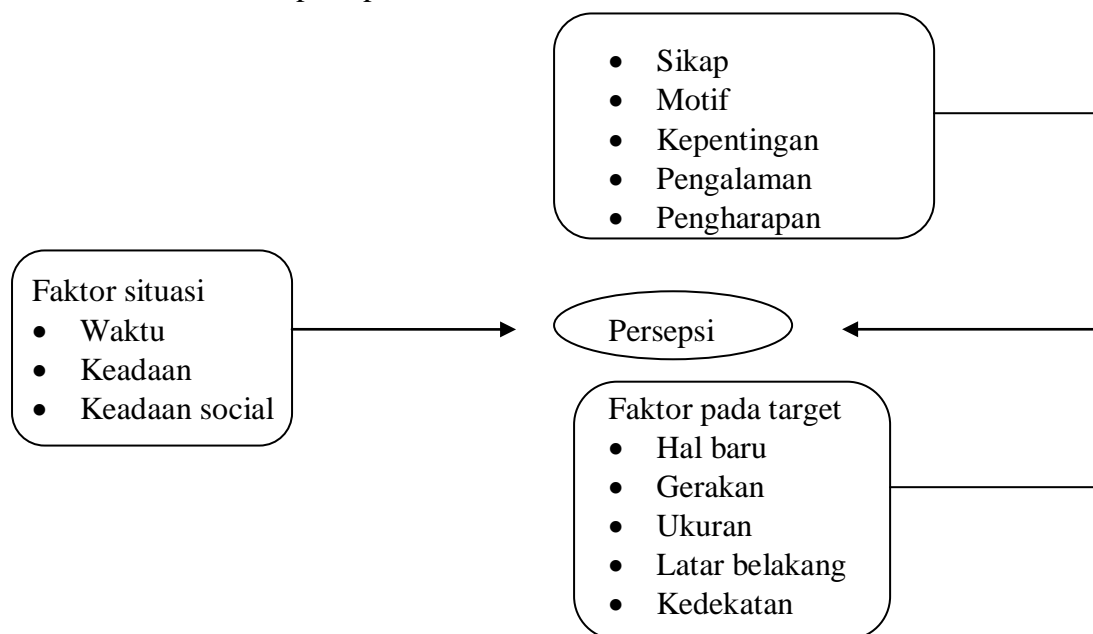 • Sikap
• Motif
• Kepentingan
• Pengalaman
• Pengharapan
Faktor situasi
• Waktu
• Keadaan
• Keadaan social
Persepsi
Faktor pada target
• Hal baru
• Gerakan
• Ukuran
• Latar belakang
• Kedekatan